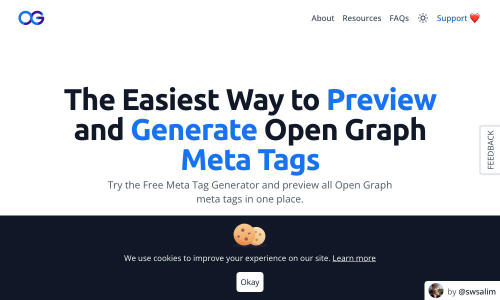 OG
About Resources FAQs Support
The Easiest Way to Preview
and Generate Open Graph
Meta Tags
Try the Free Meta Tag Generator and preview all Open Graph
meta tags in one place.
FEEDBACK
We use cookies to improve your experience on our site. Learn more
Okay
by @swsalim